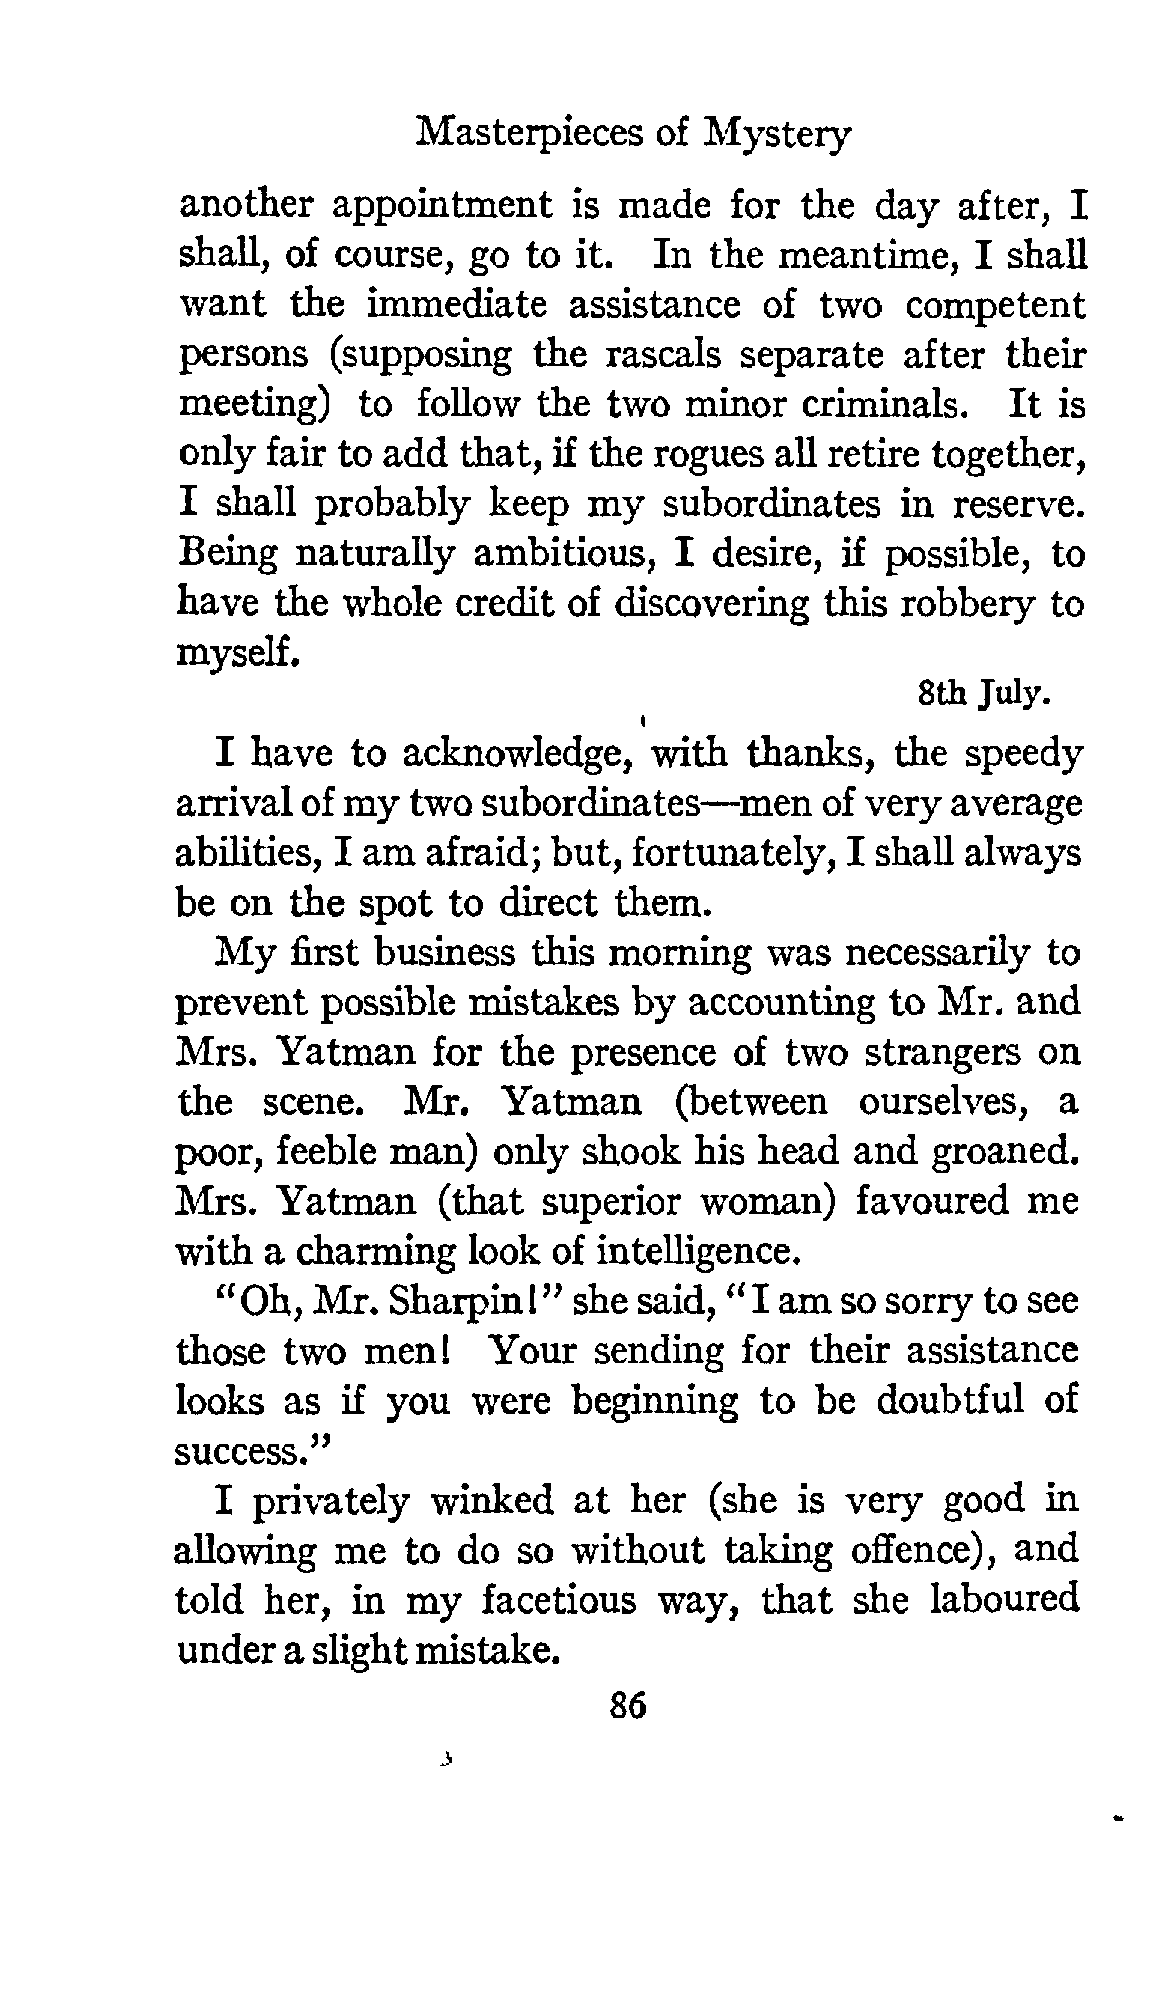 Masterpieces of Mystery
another appointment is made for the day after, I
shall, of course, go to it. In the meantime, I shall
want the immediate assistance of two competent
persons (supposing the rascals separate after their
meeting) to follow the two minor criminals. It is
only fair to add that, if the rogues all retire together,
I shall probably keep my subordinates in reserve.
Being naturally ambitious, I desire, if possible, to
have the whole credit of discovering this robbery to
myself.
8th July.
I have to acknowledge, with thanks, the speedy
arrival of my two subordinates—men of very average
abilities, I am afraid; but, fortunately, I shall always
be on the spot to direct them.
My first business this morning was necessarily to
prevent possible mistakes by accounting to Mr. and
Mrs. Yatman for the presence of two strangers on
the scene. Mr. Yatman (between ourselves, a
poor, feeble man) only shook his head and groaned.
Mrs. Yatman (that superior woman) favoured me
with a charming look of intelligence.
"Oh, Mr. Sharpin!" she said, "I am so sorry to see
those two men! Your sending for their assistance
looks as if you were beginning to be doubtful of
success."
I privately winked at her (she is very good in
allowing me to do so without taking offence), and
told her, in my facetious way, that she laboured
under a slight mistake.
86